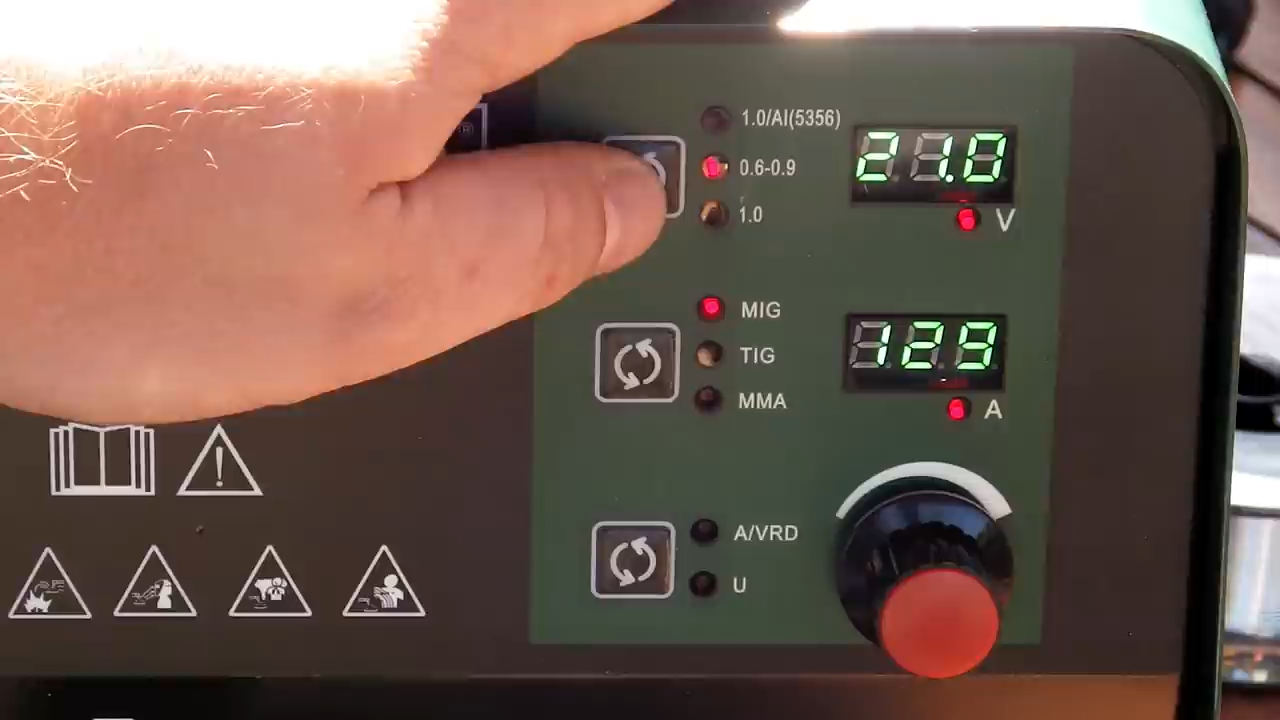 ®
1.0/Al(5356)
0.6-0.9
1.0
21.0
V
MIG
TIG
MMA
129
A
A/VRD
U